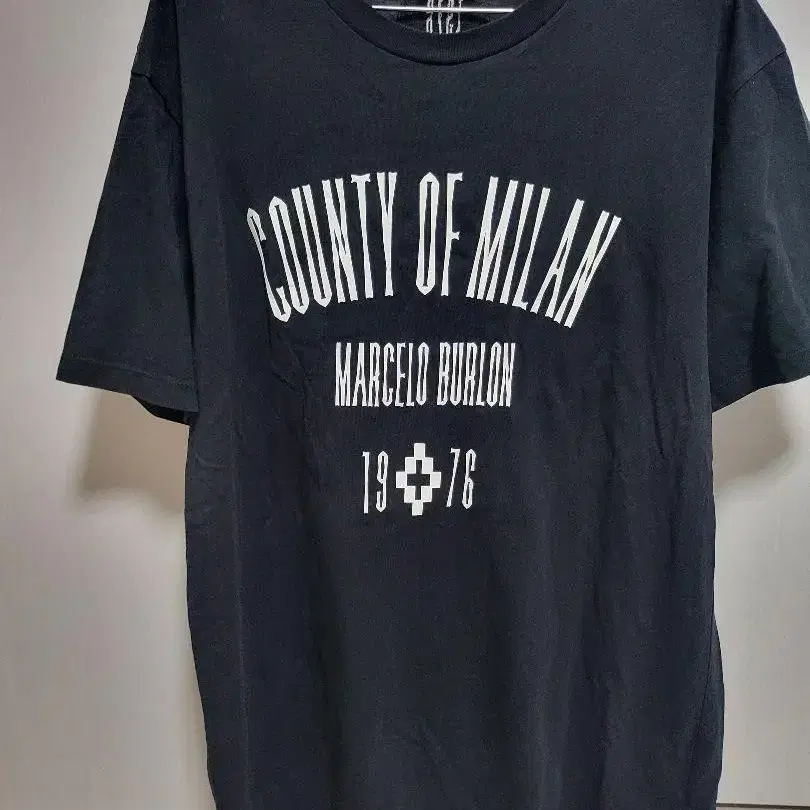 COUNTY OF MILAN
MARCELO BURLON
19 76